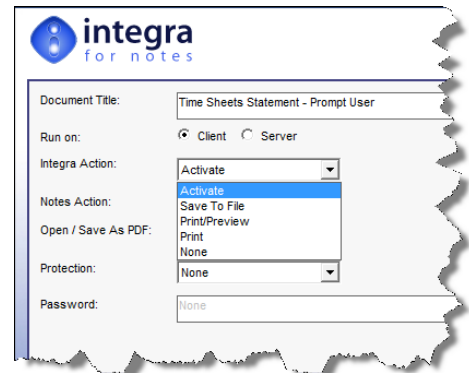 integra
for notes
Document Title: Time Sheets Statement - Prompt User
Run on: Client Server
Integra Action: Activate
Activate
Notes Action: Save To File
Print/Preview
Open / Save As PDF: Print
None
Protection: None
Password: None